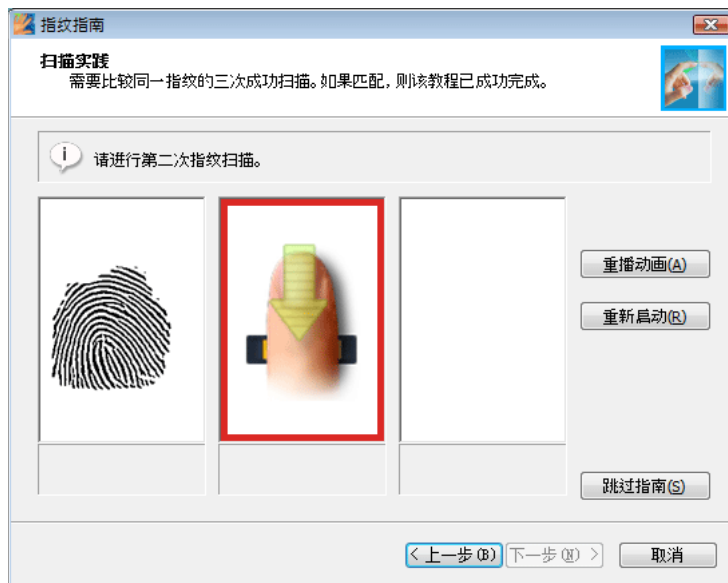 指纹指南
扫描实践
需要比较同一指纹的三次成功扫描。如果匹配，则该教程已成功完成。
请进行第二次指纹扫描。
重播动画(A)
重新启动(R)
跳过指南(S)
< 上一步(B)
下一步(N) >
取消